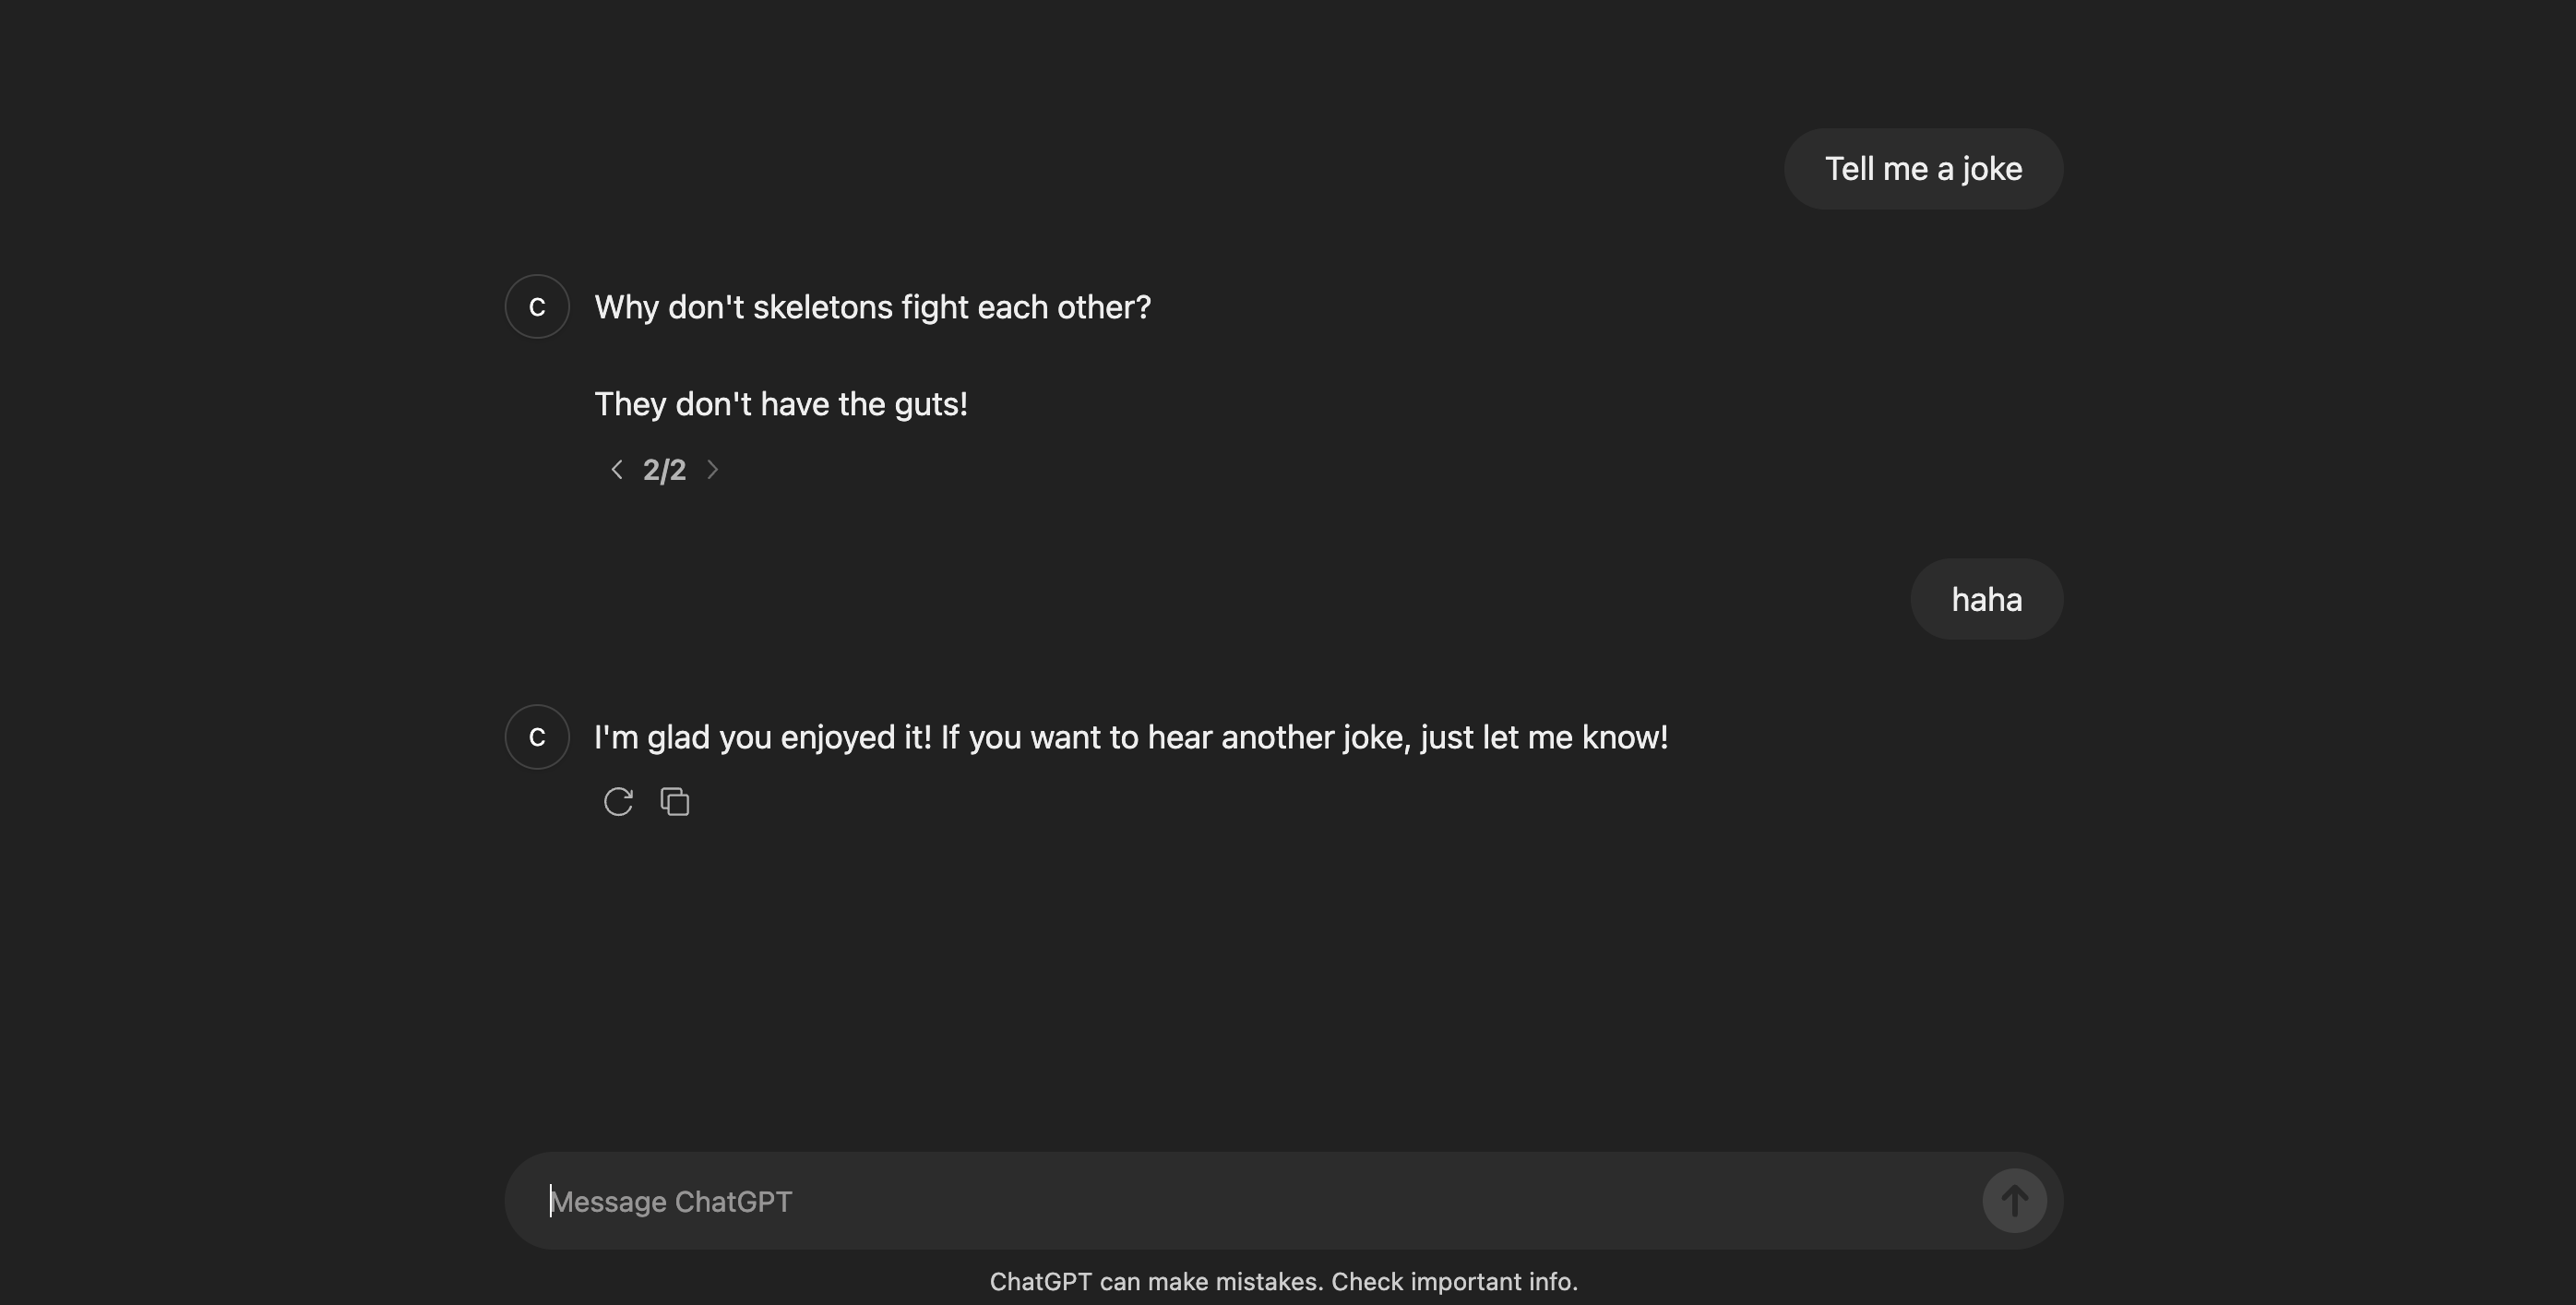 Tell me a joke
C
Why don't skeletons fight each other?
They don't have the guts!
2/2
haha
C
I'm glad you enjoyed it! If you want to hear another joke, just let me know!
Message ChatGPT
ChatGPT can make mistakes. Check important info.